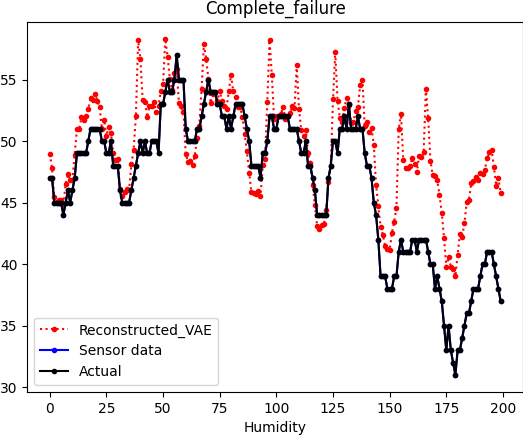 Complete_failure
55
50
45
40
35
30
Reconstructed_VAE
Sensor data
Actual
0 25 50 75 100 125 150 175 200
Humidity